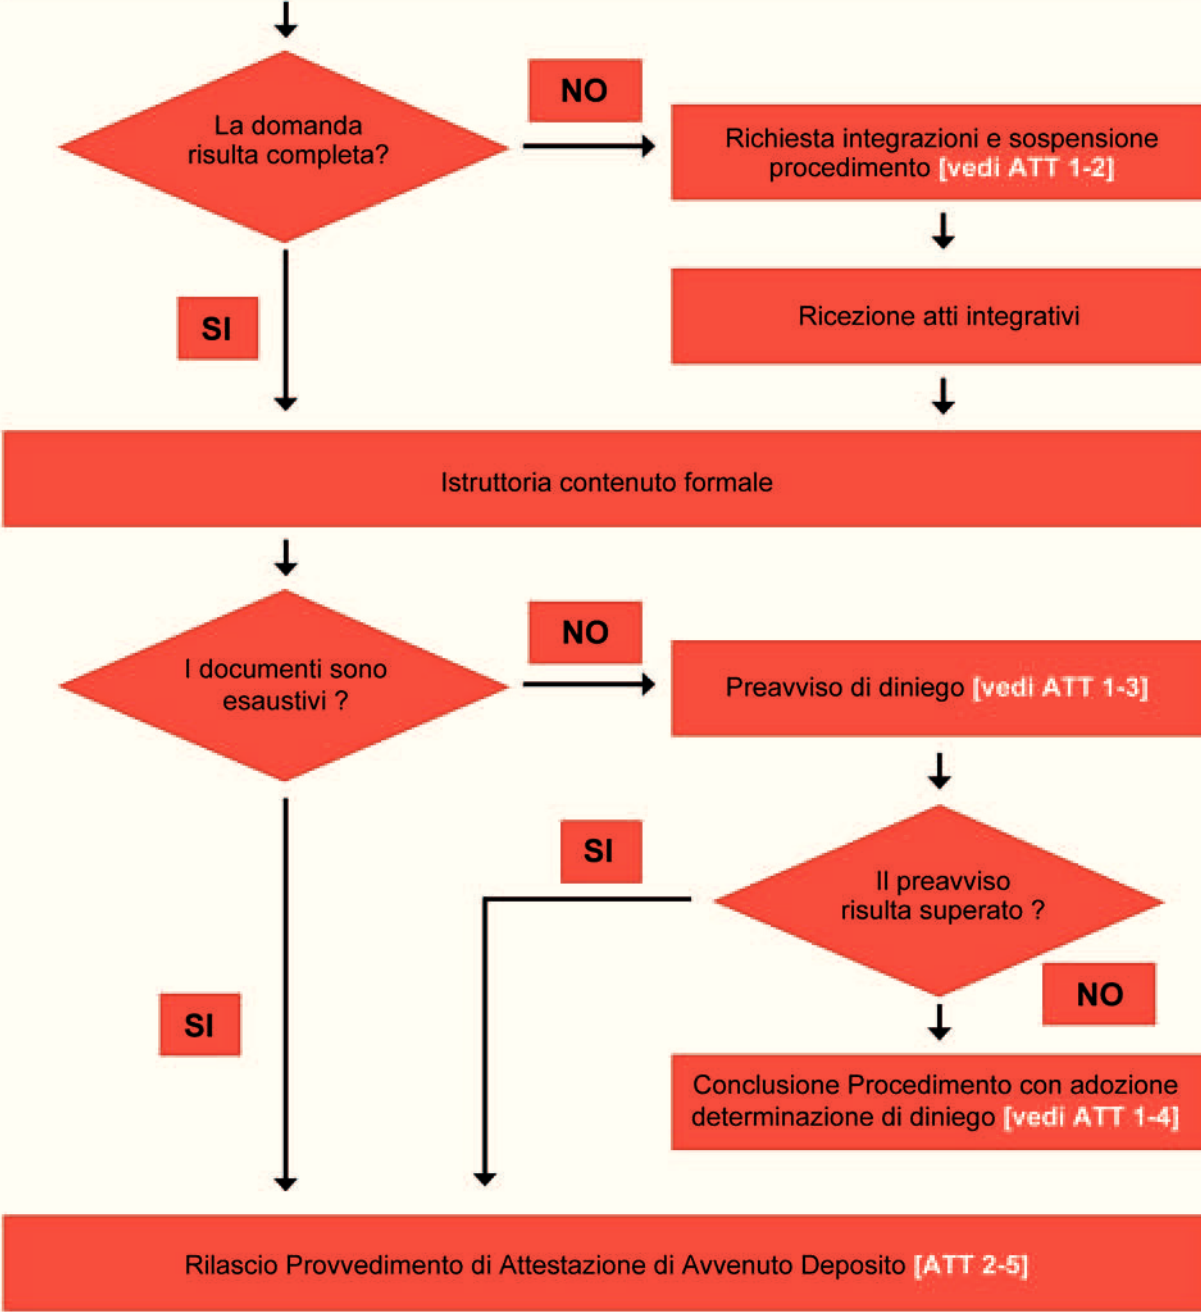 La domanda
risulta completa?
NO
Richiesta integrazioni e sospensione
procedimento [vedi ATT 1-2]
SI
Ricezione atti integrativi
Istruttoria contenuto formale
I documenti sono
esaustivi ?
NO
Preavviso di diniego [vedi ATT 1-3]
SI
Il preavviso
risulta superato ?
NO
SI
Conclusione Procedimento con adozione
determinazione di diniego [vedi ATT 1-4]
Rilascio Provvedimento di Attestazione di Avvenuto Deposito [ATT 2-5]